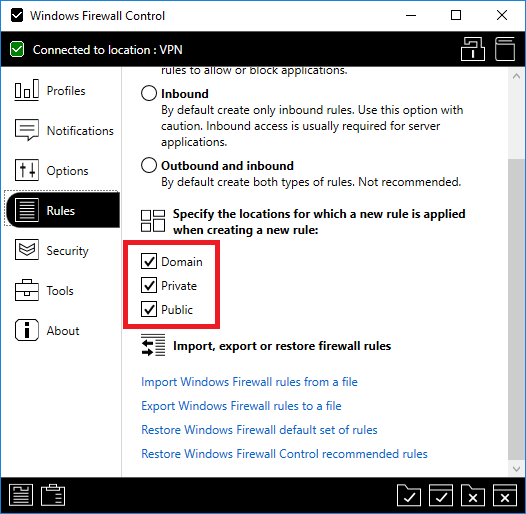 Windows Firewall Control
Connected to location : VPN
Profiles
Notifications
Options
Rules
Security
Tools
About
rules to allow or block applications.
Inbound
By default create only inbound rules. Use this option with
caution. Inbound access is usually required for server
applications.
Outbound and inbound
By default create both types of rules. Not recommended.
Specify the locations for which a new rule is applied
when creating a new rule:
Domain
Private
Public
Import, export or restore firewall rules
Import Windows Firewall rules from a file
Export Windows Firewall rules to a file
Restore Windows Firewall default set of rules
Restore Windows Firewall Control recommended rules